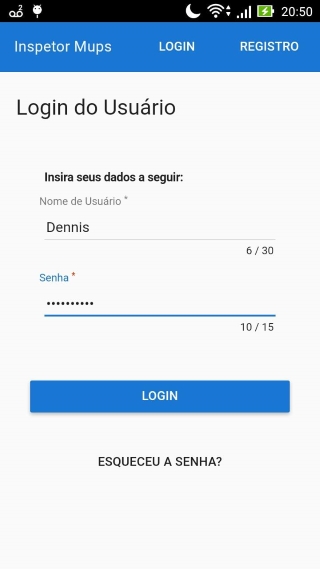 2
20:50
Inspetor Mups LOGIN REGISTRO
Login do Usuário
Insira seus dados a seguir:
Nome de Usuário *
Dennis
6 / 30
Senha *
••••••••••
10 / 15
LOGIN
ESQUECEU A SENHA?